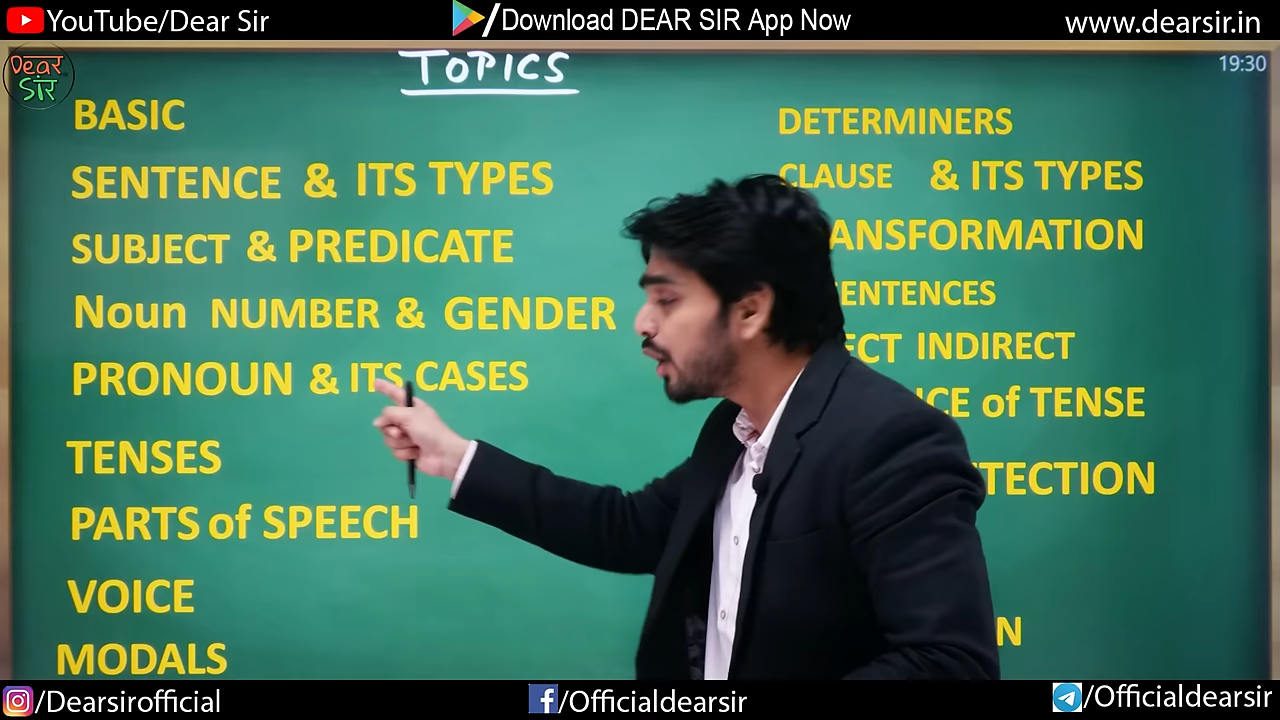 YouTube/Dear Sir
/Download DEAR SIR App Now
www.dearsir.in
Dear
सर
19:30
TOPICS
BASIC
SENTENCE & ITS TYPES
SUBJECT & PREDICATE
Noun NUMBER & GENDER
PRONOUN & ITS CASES
TENSES
PARTS of SPEECH
VOICE
MODALS
DETERMINERS
CLAUSE & ITS TYPES
ANSFORMATION
ENTENCES
ECT INDIRECT
of TENSE
TECTION
N
/Dearsirofficial
/Officialdearsir
/Officialdearsir